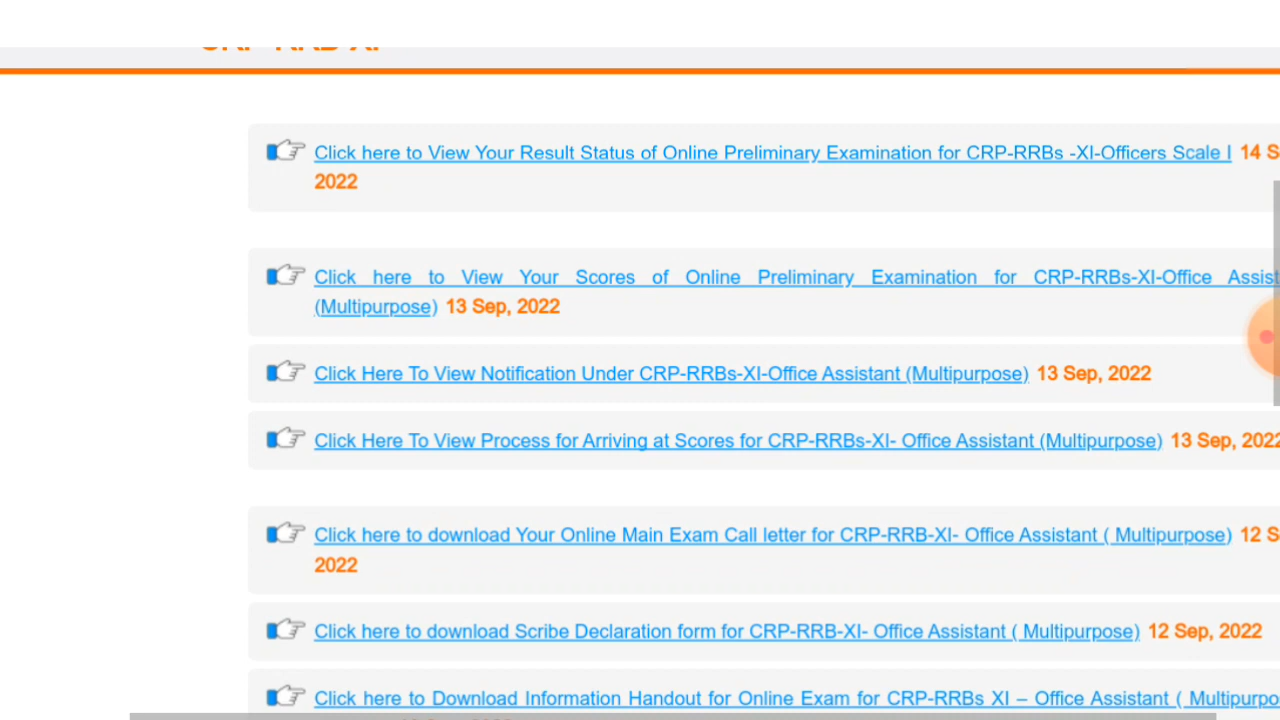 Click here to View Your Result Status of Online Preliminary Examination for CRP-RRBs -XI-Officers Scale I 14 S
2022
Click here to View Your Scores of Online Preliminary Examination for CRP-RRBs-XI-Office Assist
(Multipurpose) 13 Sep, 2022
Click Here To View Notification Under CRP-RRBs-XI-Office Assistant (Multipurpose) 13 Sep, 2022
Click Here To View Process for Arriving at Scores for CRP-RRBs-XI- Office Assistant (Multipurpose) 13 Sep, 2022
Click here to download Your Online Main Exam Call letter for CRP-RRB-XI- Office Assistant ( Multipurpose) 12 S
2022
Click here to download Scribe Declaration form for CRP-RRB-XI- Office Assistant ( Multipurpose) 12 Sep, 2022
Click here to Download Information Handout for Online Exam for CRP-RRBs XI – Office Assistant ( Multipurpo